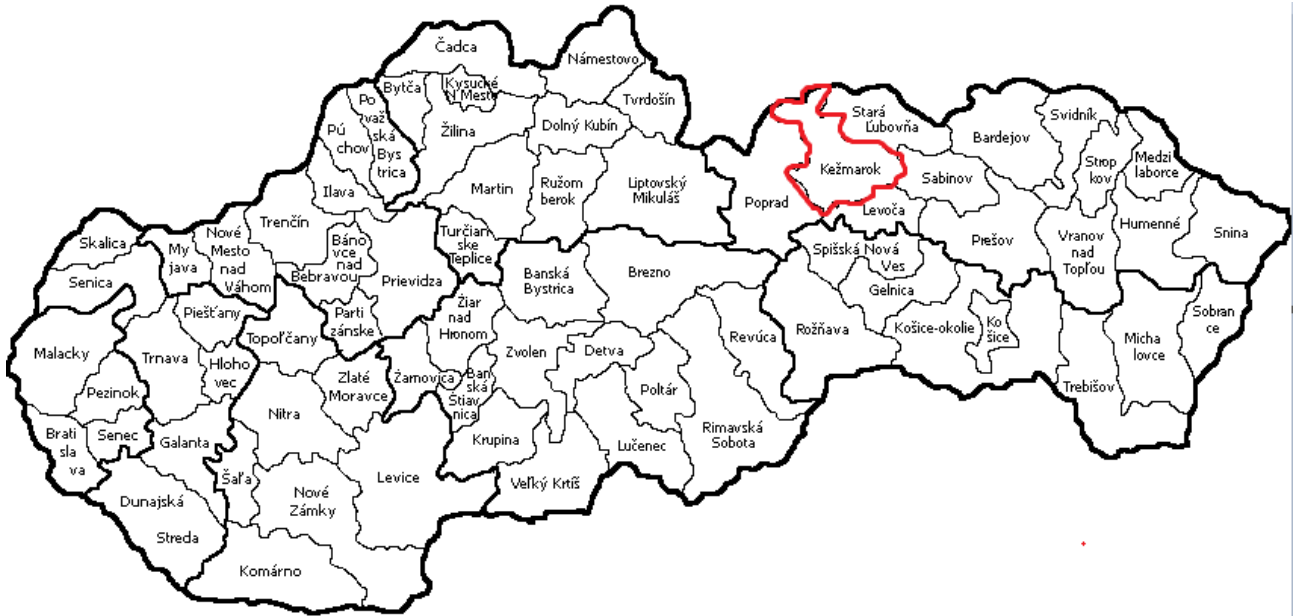 Čadca
Námestovo
Bytča
Kysucké
N Mesto
Tvrdošín
Po
važ
ská
Bys
trica
Pú
chov
Žilina
Dolný Kubín
Ilava
Martin
Ružom
berok
Liptovský
Mikuláš
Poprad
Kežmarok
Stará
Ľubovňa
Bardejov
Svidník
Strop
kov
Medzi
laborce
Sabinov
Levoča
Prešov
Humenné
Snina
Vranov
nad
Topľou
Trenčín
Turčian
ske
Teplice
Skalica
My
java
Nové
Mesto
nad
Váhom
Báno
vce nad
Bebravou
Prievidza
Senica
Banská
Bystrica
Brezno
Spišská Nová
Ves
Gelnica
Piešťany
Parti
zánske
Žiar
nad
Hronom
Rožňava
Košice-okolie
Ko
šice
Sobran
ce
Micha
lovce
Trebišov
Malacky
Trnava
Topoľčany
Hloho
vec
Zlaté
Moravce
Žarnovica
Ban
ská
Štiav
nica
Zvolen
Detva
Revúca
Poltár
Pezinok
Nitra
Brati
sla
va
Senec
Galanta
Krupina
Lučenec
Rimavská
Sobota
Šaľa
Levice
Veľký Krtíš
Dunajská
Streda
Nové
Zámky
Komárno